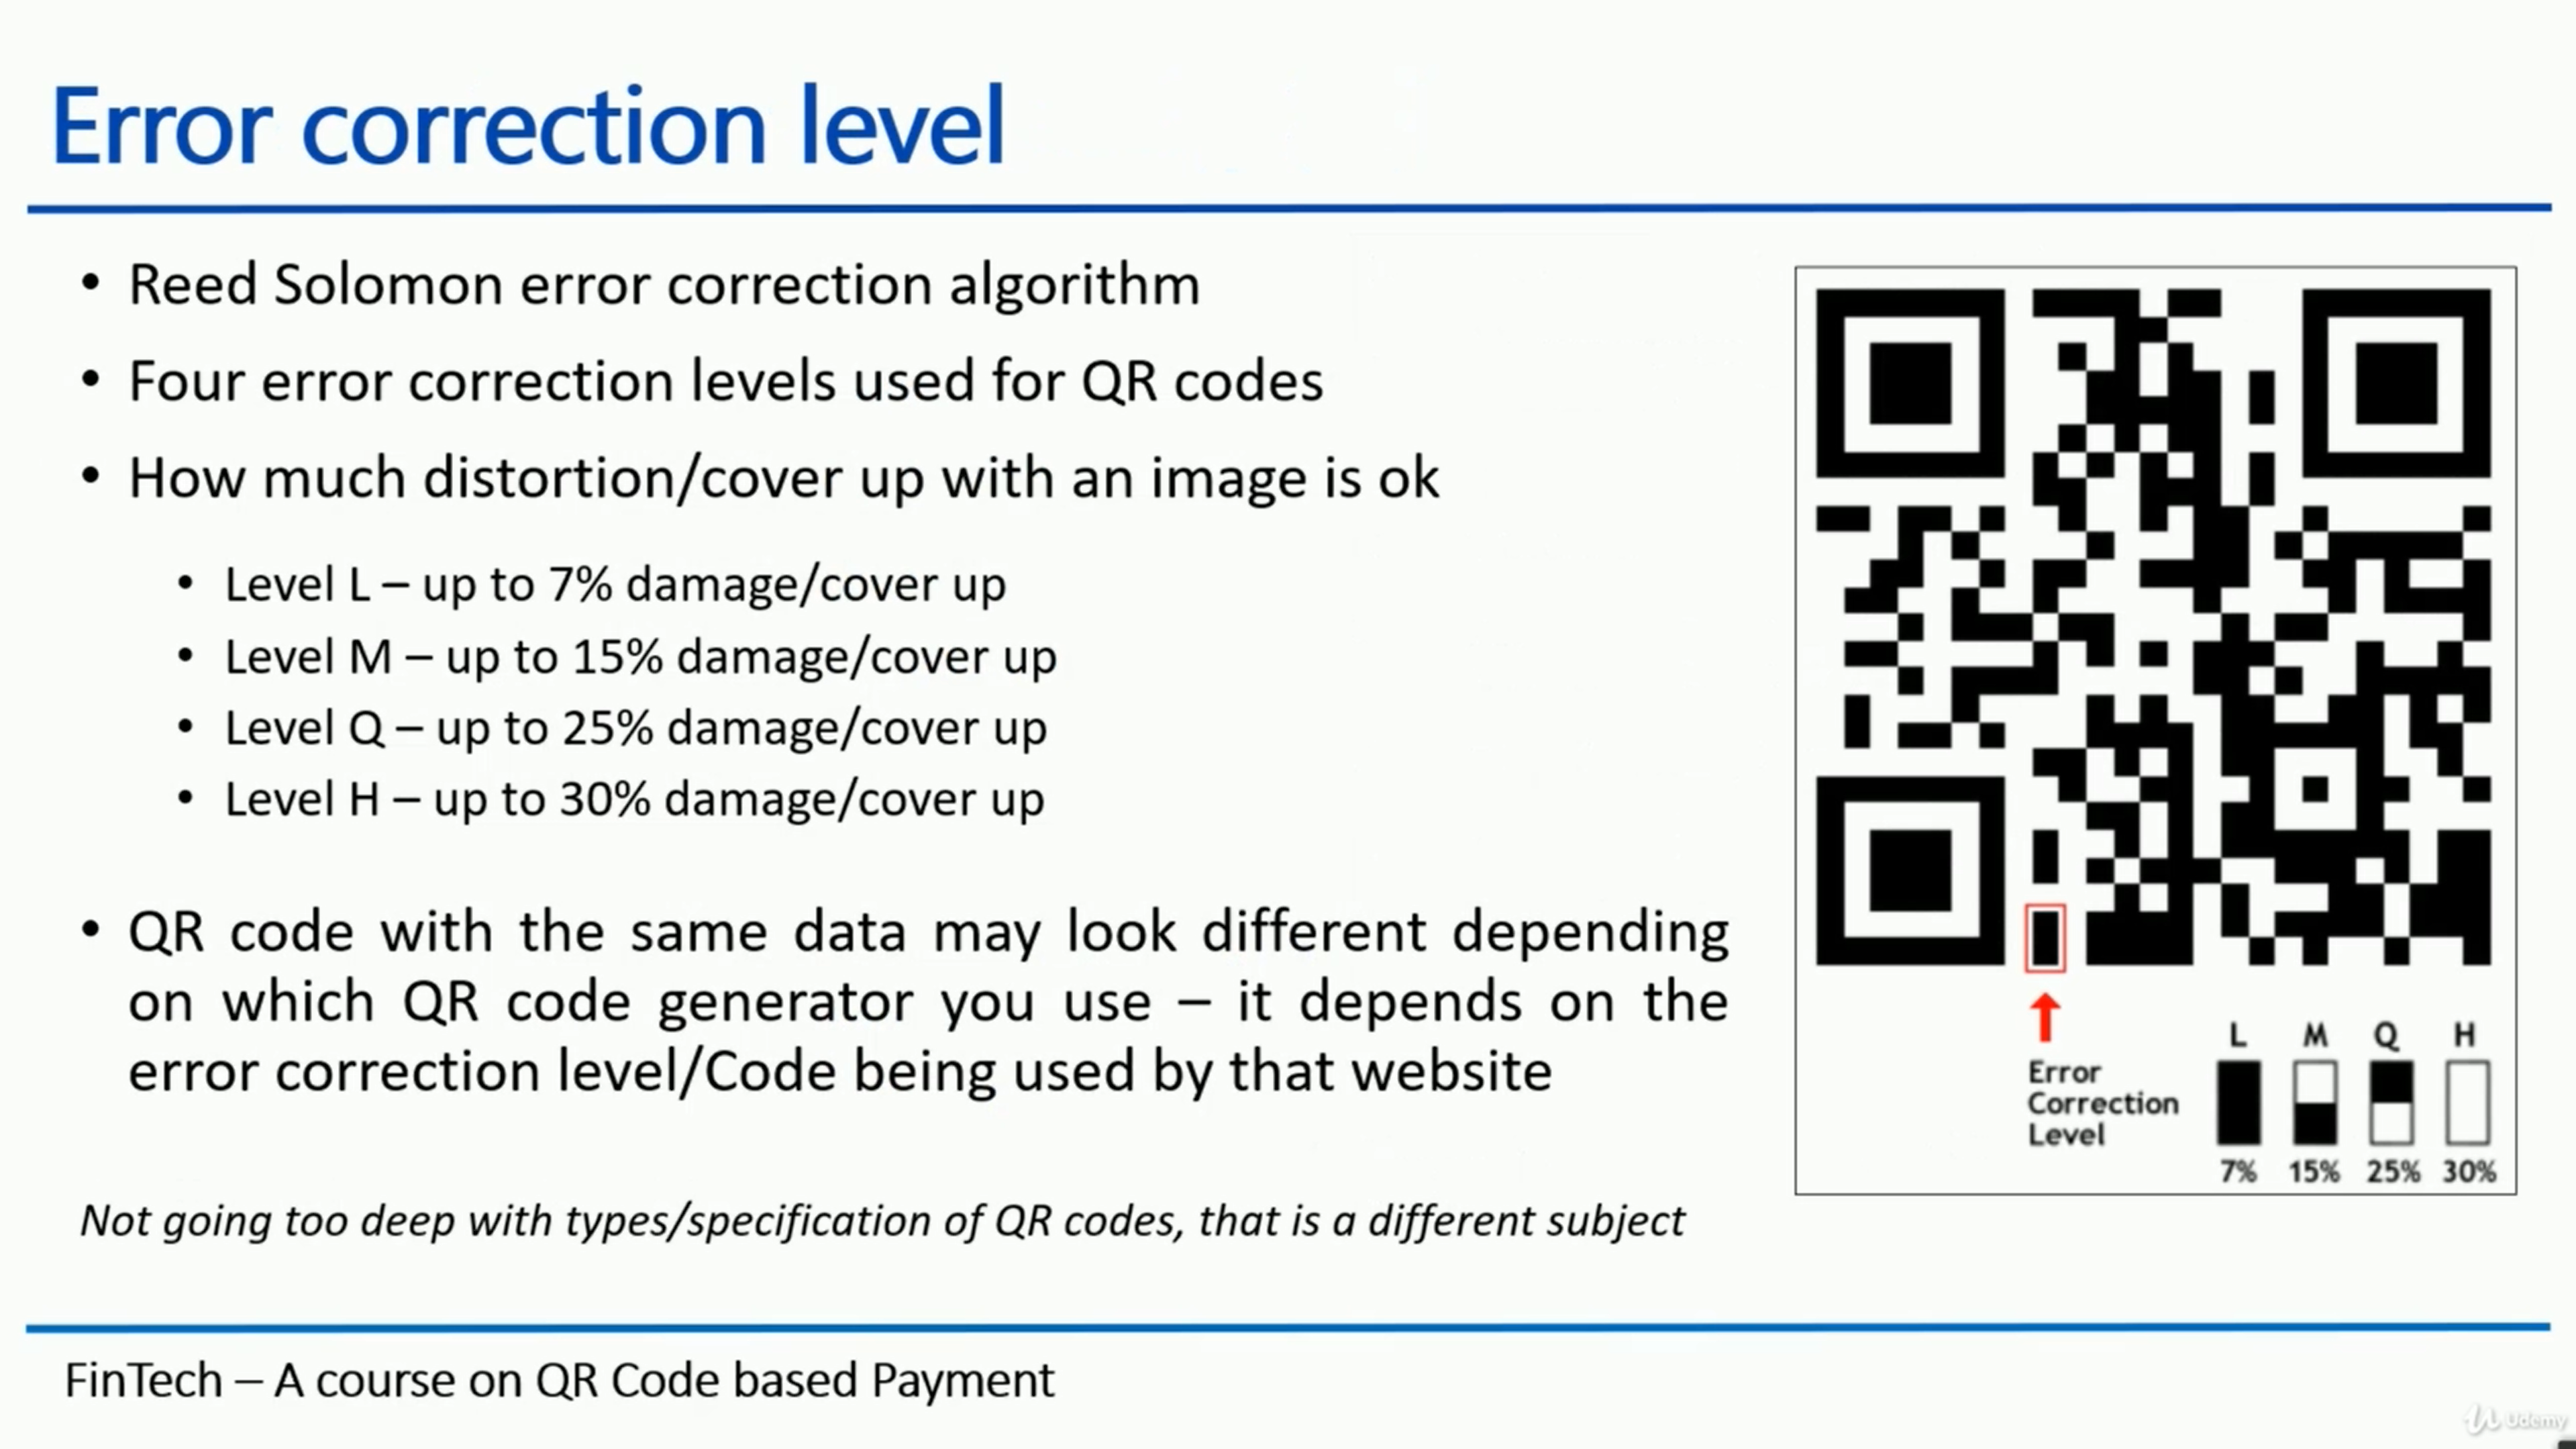 Error correction level
• Reed Solomon error correction algorithm
• Four error correction levels used for QR codes
• How much distortion/cover up with an image is ok
• Level L – up to 7% damage/cover up
• Level M – up to 15% damage/cover up
• Level Q – up to 25% damage/cover up
• Level H – up to 30% damage/cover up
• QR code with the same data may look different depending
on which QR code generator you use – it depends on the
error correction level/Code being used by that website
Not going too deep with types/specification of QR codes, that is a different subject
Error
Correction
Level
L M Q H
7% 15% 25% 30%
FinTech – A course on QR Code based Payment
Udemy